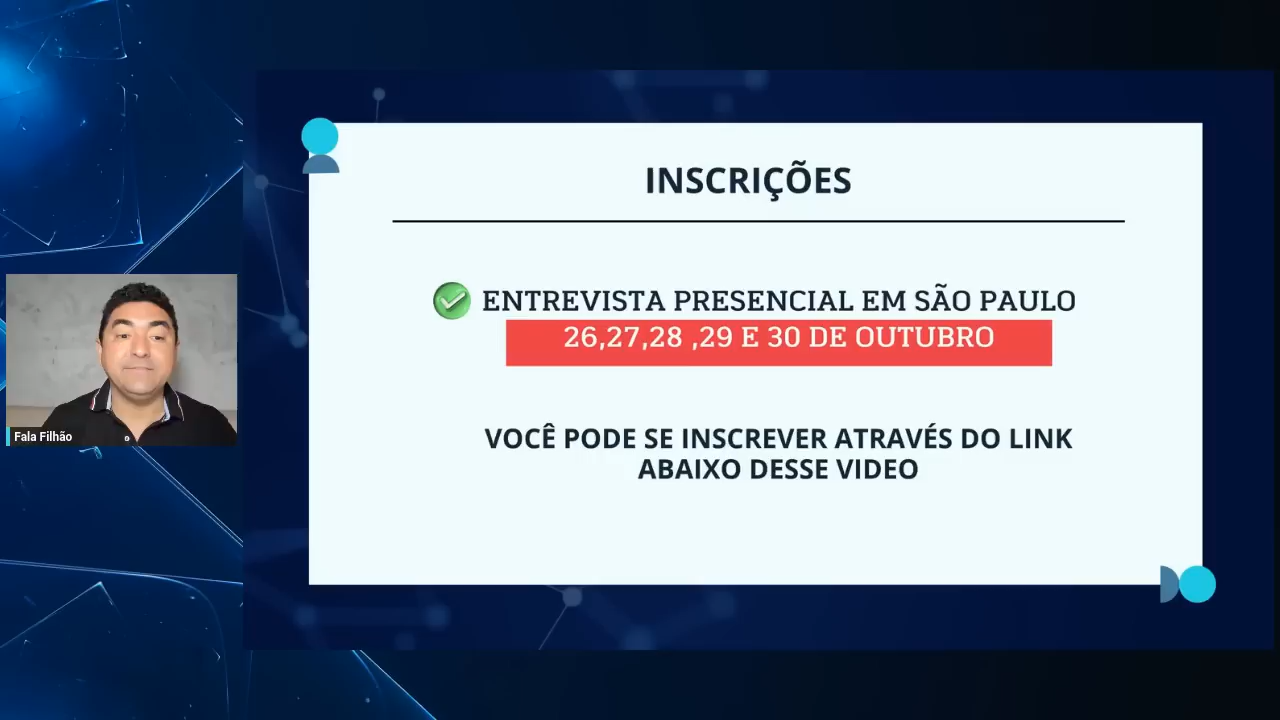 INSCRIÇÕES
ENTREVISTA PRESENCIAL EM SÃO PAULO
26,27,28 ,29 E 30 DE OUTUBRO
VOCÊ PODE SE INSCREVER ATRAVÉS DO LINK
ABAIXO DESSE VIDEO
Fala Filhão